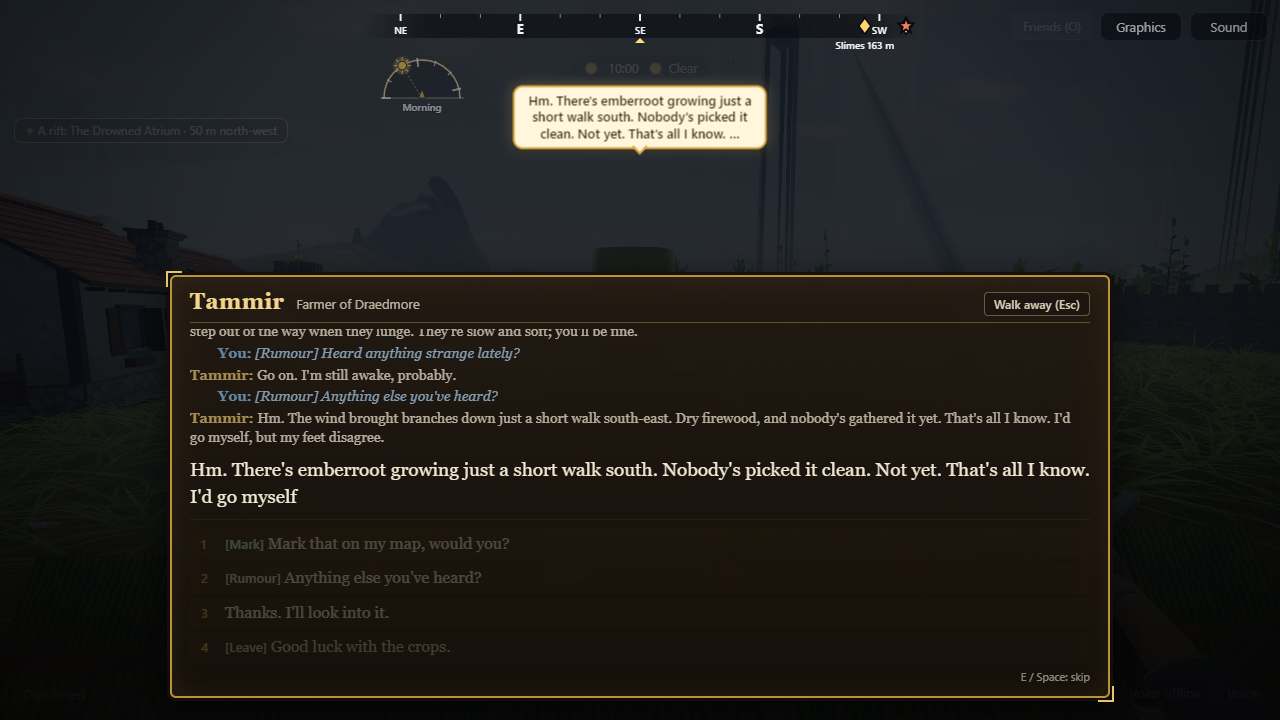 NE
E
SE
S
SW
Slimes 163 m
Friends (O)
Graphics
Sound
10:00
Clear
Morning
A rift: The Drowned Atrium · 50 m north-west
Hm. There's emberroot growing just a
short walk south. Nobody's picked it
clean. Not yet. That's all I know. ...
Tammir Farmer of Draedmore
Walk away (Esc)
step out of the way when they lunge. They're slow and soft; you'll be fine.
You: [Rumour] Heard anything strange lately?
Tammir: Go on. I'm still awake, probably.
You: [Rumour] Anything else you've heard?
Tammir: Hm. The wind brought branches down just a short walk south-east. Dry firewood, and nobody's gathered it yet. That's all I know. I'd
go myself, but my feet disagree.
Hm. There's emberroot growing just a short walk south. Nobody's picked it clean. Not yet. That's all I know.
I'd go myself
1 [Mark] Mark that on my map, would you?
2 [Rumour] Anything else you've heard?
3 Thanks. I'll look into it.
4 [Leave] Good luck with the crops.
E / Space: skip